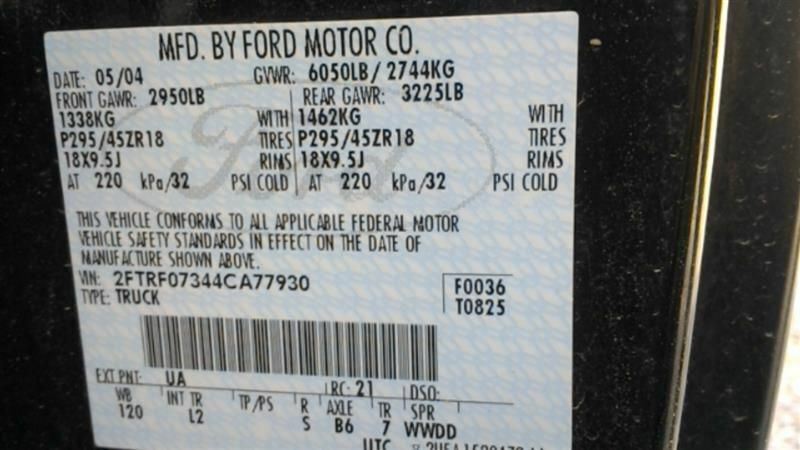 MFD. BY FORD MOTOR CO.
DATE: 05/04 GVWR: 6050LB/ 2744KG
FRONT GAWR: 2950LB REAR GAWR: 3225LB
1338KG WITH 1462KG WITH
P295/45ZR18 TIRES P295/45ZR18 TIRES
18X9.5J RIMS 18X9.5J RIMS
AT 220 kPa/32 PSI COLD AT 220 kPa/32 PSI COLD
THIS VEHICLE CONFORMS TO ALL APPLICABLE FEDERAL MOTOR
VEHICLE SAFETY STANDARDS IN EFFECT ON THE DATE OF
MANUFACTURE SHOWN ABOVE.
VIN: 2FTRF07344CA77930 F0036
TYPE: TRUCK T0825
EXT PNT: UA RC: 21 DSO:
WB INT TR TP/PS R AXLE TR SPR
120 L2 S B6 7 WWDD
UTC
Ford